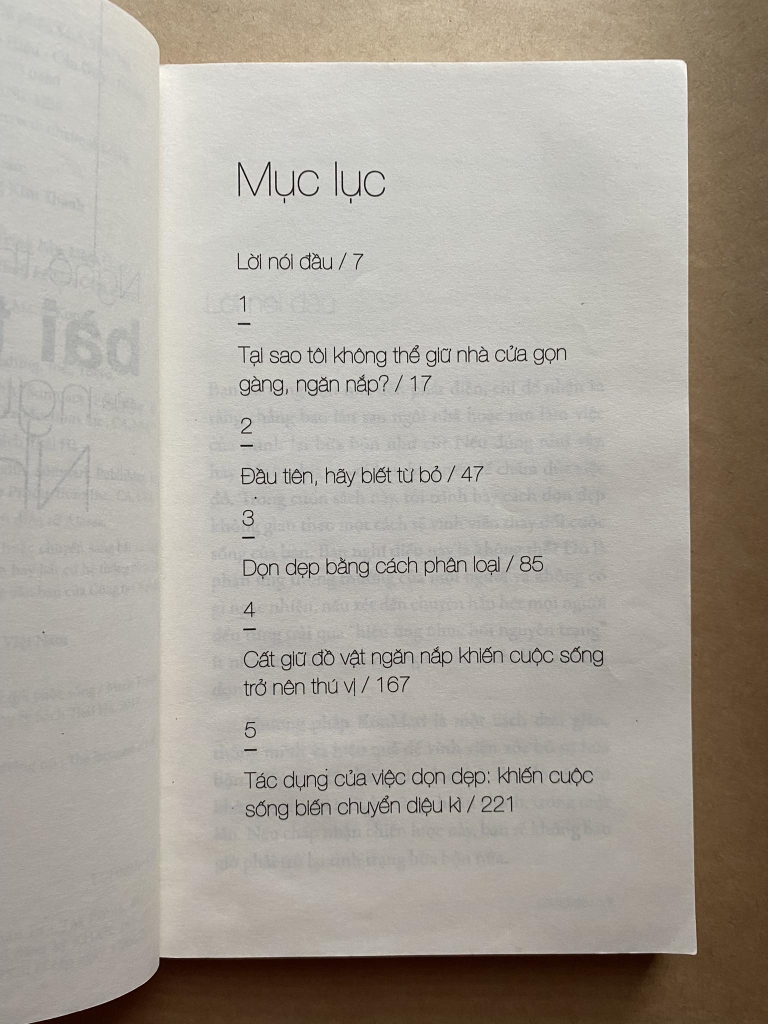 Mục lục
Lời nói đầu / 7
1
Tại sao tôi không thể giữ nhà cửa gọn
gàng, ngăn nắp? / 17
2
Đầu tiên, hãy biết từ bỏ / 47
3
Dọn dẹp bằng cách phân loại / 85
4
Cất giữ đồ vật ngăn nắp khiến cuộc sống
trở nên thú vị / 167
5
Tác dụng của việc dọn dẹp: khiến cuộc
sống biến chuyển diệu kì / 221